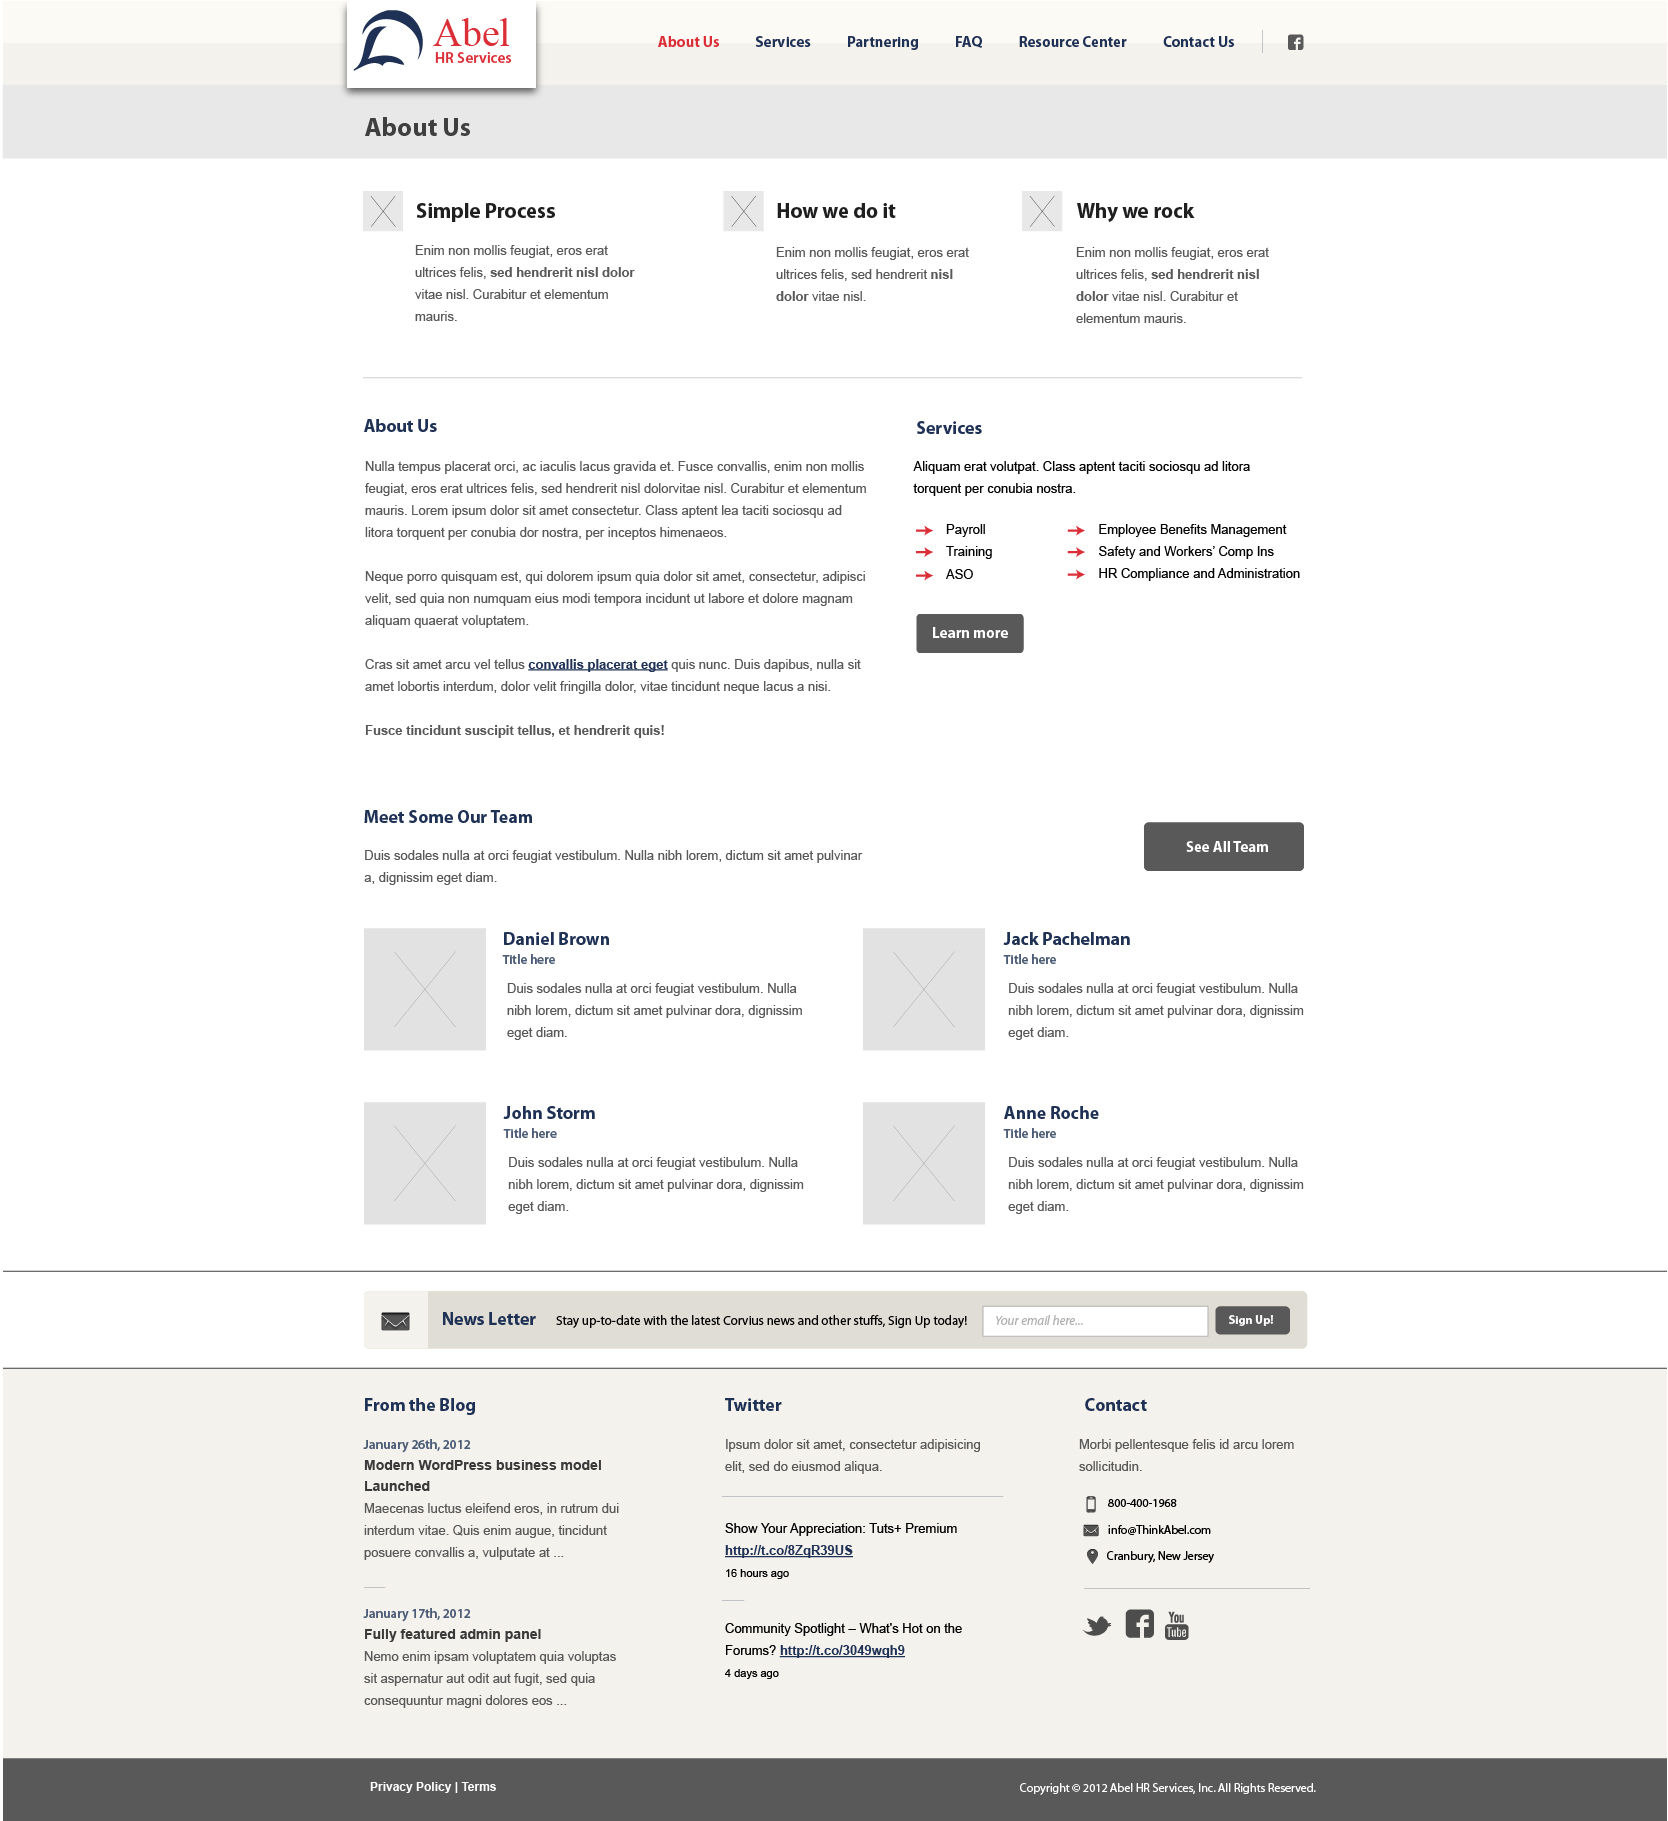 Abel
HR Services
About Us
Services
Partnering
FAQ
Resource Center
Contact Us
About Us
Simple Process
Enim non mollis feugiat, eros erat
ultrices felis, sed hendrerit nisl dolor
vitae nisl. Curabitur et elementum
mauris.
How we do it
Enim non mollis feugiat, eros erat
ultrices felis, sed hendrerit nisl
dolor vitae nisl.
Why we rock
Enim non mollis feugiat, eros erat
ultrices felis, sed hendrerit nisl
dolor vitae nisl. Curabitur et
elementum mauris.
About Us
Nulla tempus placerat orci, ac iaculis lacus gravida et. Fusce convallis, enim non mollis
feugiat, eros erat ultrices felis, sed hendrerit nisl dolorvitae nisl. Curabitur et elementum
mauris. Lorem ipsum dolor sit amet consectetur. Class aptent lea taciti sociosqu ad
litora torquent per conubia dor nostra, per inceptos himenaeos.
Neque porro quisquam est, qui dolorem ipsum quia dolor sit amet, consectetur, adipisci
velit, sed quia non numquam eius modi tempora incidunt ut labore et dolore magnam
aliquam quaerat voluptatem.
Cras sit amet arcu vel tellus convallis placerat eget quis nunc. Duis dapibus, nulla sit
amet lobortis interdum, dolor velit fringilla dolor, vitae tincidunt neque lacus a nisi.
Fusce tincidunt suscipit tellus, et hendrerit quis!
Services
Aliquam erat volutpat. Class aptent taciti sociosqu ad litora
torquent per conubia nostra.
Payroll
Training
ASO
Employee Benefits Management
Safety and Workers’ Comp Ins
HR Compliance and Administration
Learn more
Meet Some Our Team
Duis sodales nulla at orci feugiat vestibulum. Nulla nibh lorem, dictum sit amet pulvinar
a, dignissim eget diam.
See All Team
Daniel Brown
Title here
Duis sodales nulla at orci feugiat vestibulum. Nulla
nibh lorem, dictum sit amet pulvinar dora, dignissim
eget diam.
Jack Pachelman
Title here
Duis sodales nulla at orci feugiat vestibulum. Nulla
nibh lorem, dictum sit amet pulvinar dora, dignissim
eget diam.
John Storm
Title here
Duis sodales nulla at orci feugiat vestibulum. Nulla
nibh lorem, dictum sit amet pulvinar dora, dignissim
eget diam.
Anne Roche
Title here
Duis sodales nulla at orci feugiat vestibulum. Nulla
nibh lorem, dictum sit amet pulvinar dora, dignissim
eget diam.
News Letter
Stay up-to-date with the latest Corvius news and other stuffs, Sign Up today!
Your email here...
Sign Up!
From the Blog
January 26th, 2012
Modern WordPress business model
Launched
Maecenas luctus eleifend eros, in rutrum dui
interdum vitae. Quis enim augue, tincidunt
posuere convallis a, vulputate at ...
January 17th, 2012
Fully featured admin panel
Nemo enim ipsam voluptatem quia voluptas
sit aspernatur aut odit aut fugit, sed quia
consequuntur magni dolores eos ...
Twitter
Ipsum dolor sit amet, consectetur adipisicing
elit, sed do eiusmod aliqua.
Show Your Appreciation: Tuts+ Premium
http://t.co/8ZqR39US
16 hours ago
Community Spotlight – What's Hot on the
Forums? http://t.co/3049wqh9
4 days ago
Contact
Morbi pellentesque felis id arcu lorem
sollicitudin.
800-400-1968
info@ThinkAbel.com
Cranbury, New Jersey
You
Tube
Privacy Policy | Terms
Copyright © 2012 Abel HR Services, Inc. All Rights Reserved.